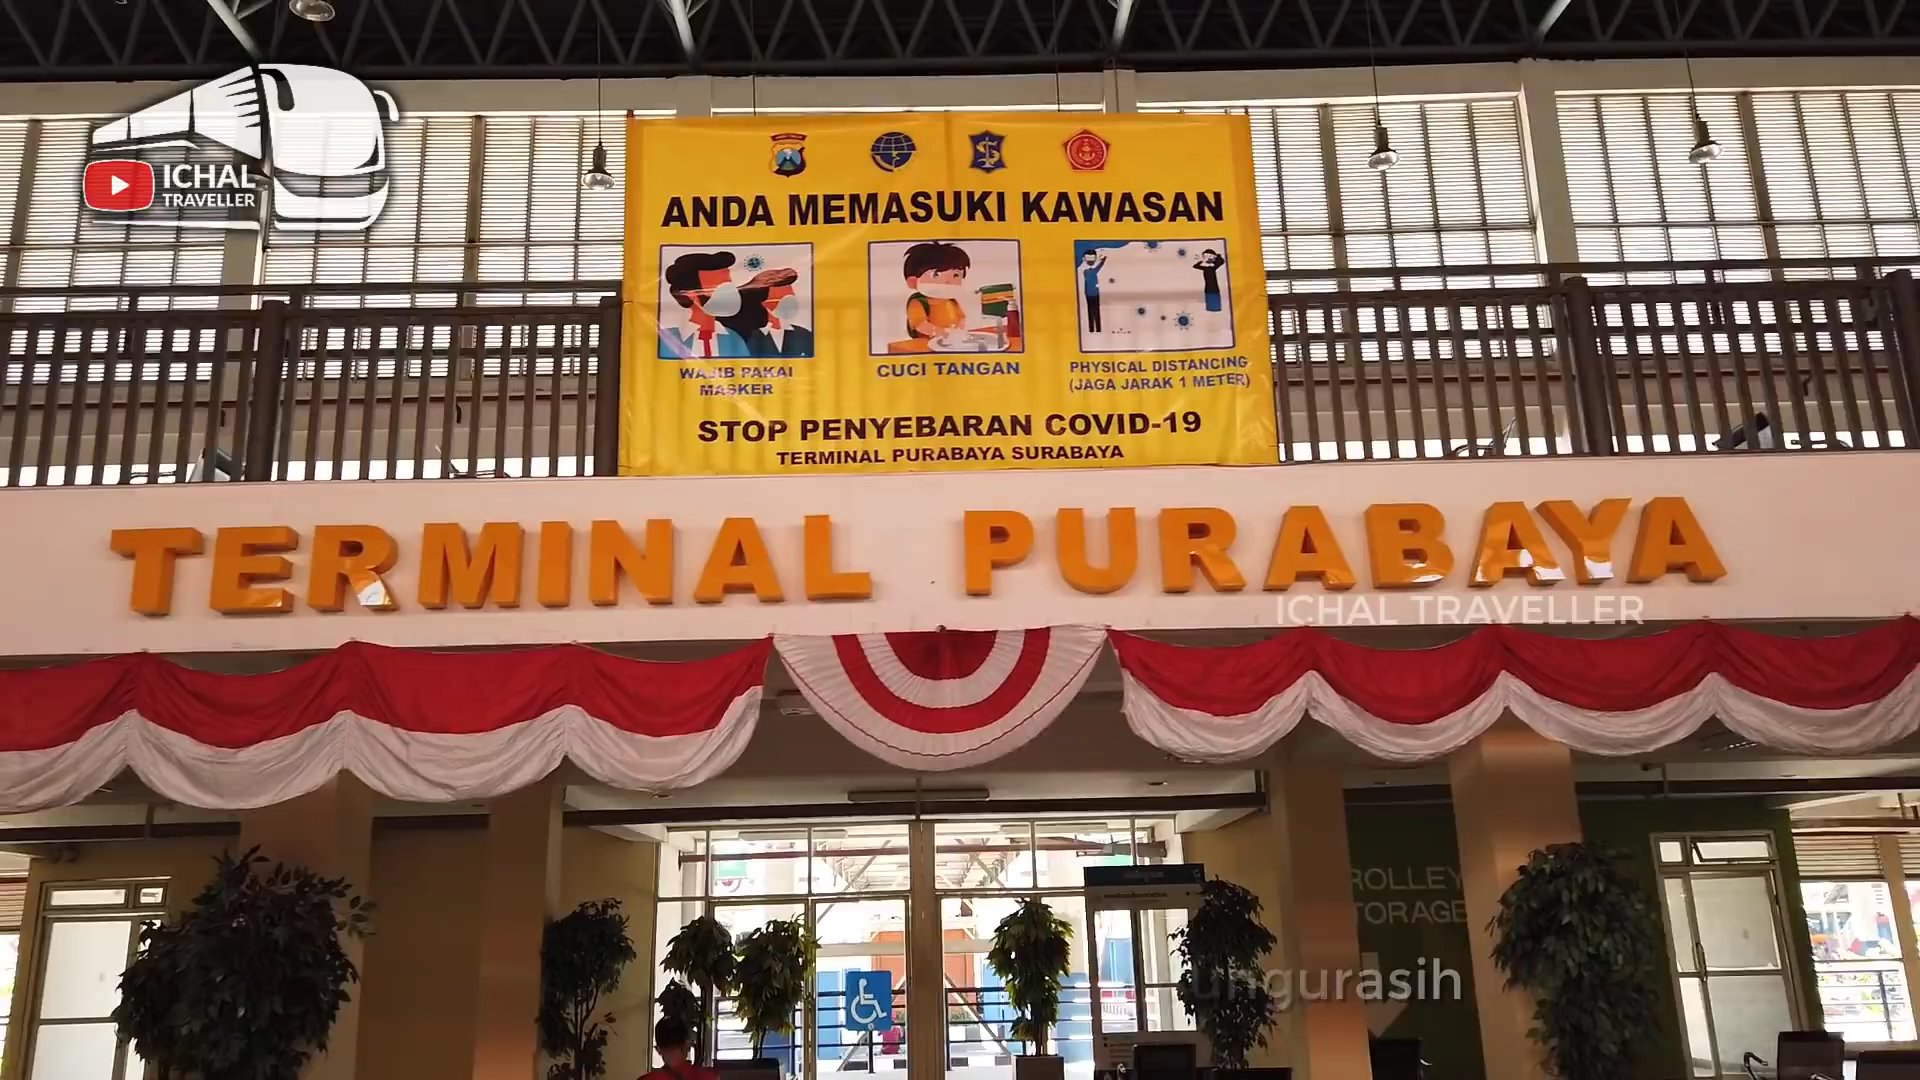 ICHAL
TRAVELLER
ANDA MEMASUKI KAWASAN
WAJIB PAKAI
MASKER
CUCI TANGAN
PHYSICAL DISTANCING
(JAGA JARAK 1 METER)
STOP PENYEBARAN COVID-19
TERMINAL PURABAYA SURABAYA
TERMINAL PURABAYA
ICHAL TRAVELLER
ROLLEY
TORAGE
ungurasih